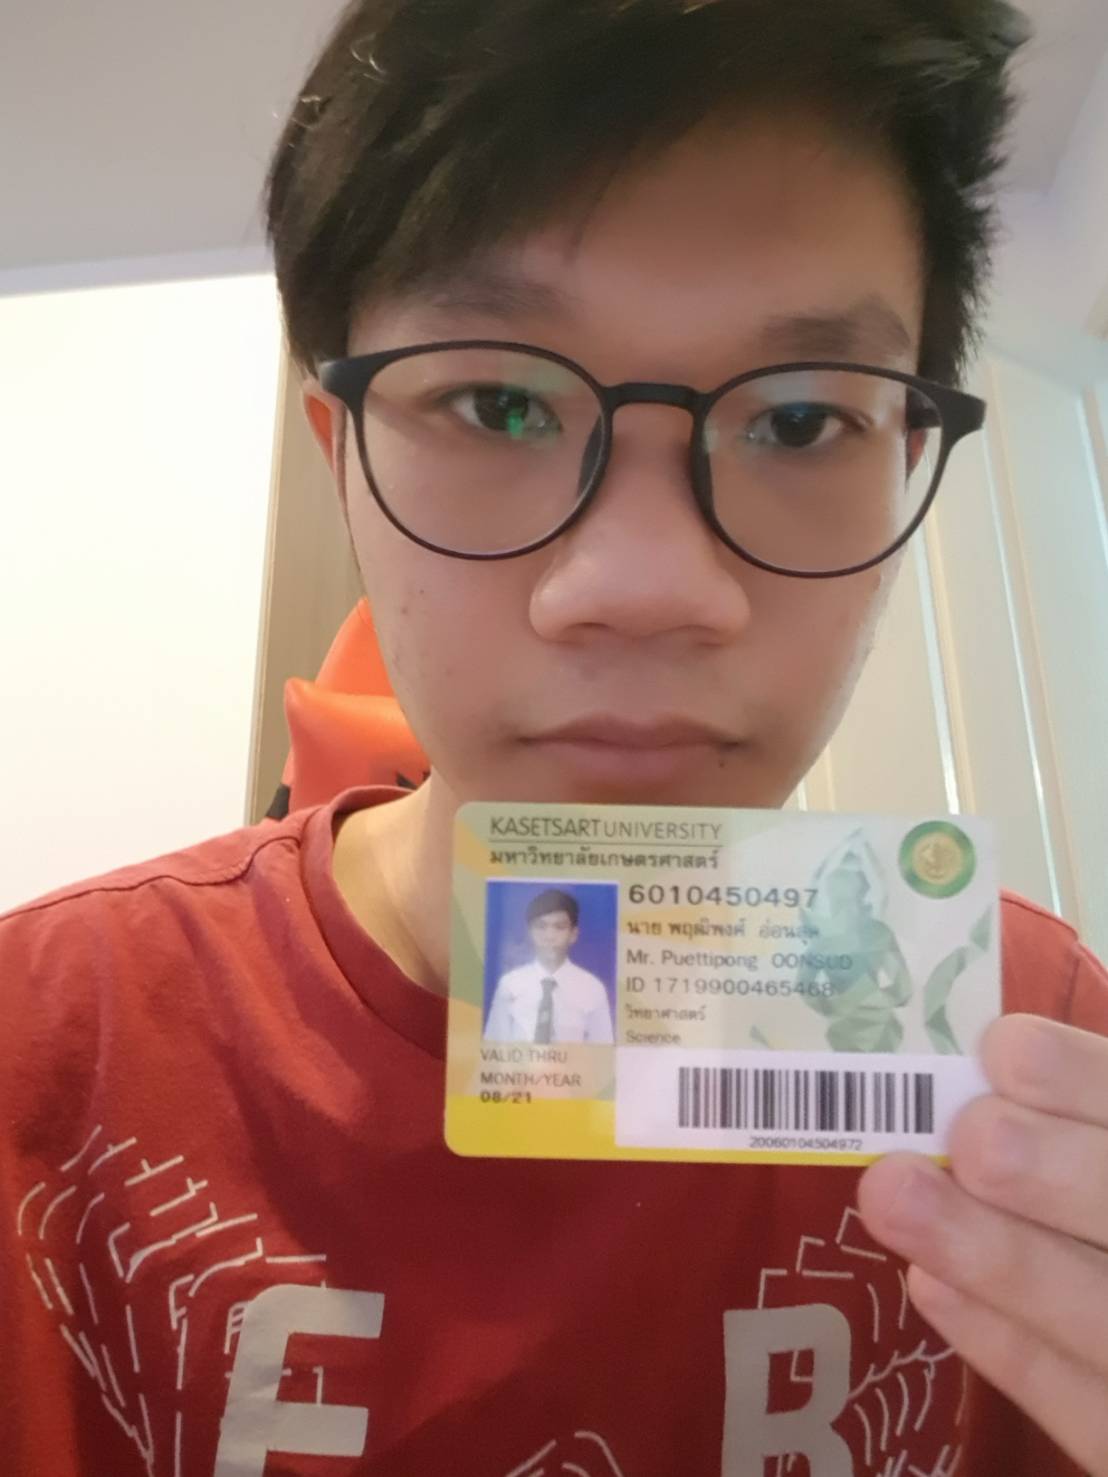 KASETSART UNIVERSITY
มหาวิทยาลัยเกษตรศาสตร์
6010450497
นาย พฤฒิพงศ์ อ่อนสุด
Mr. Puettipong OONSUD
ID 1719900465468
วิทยาศาสตร์
Science
VALID THRU
MONTH/YEAR
08/21
20060104504972
F B